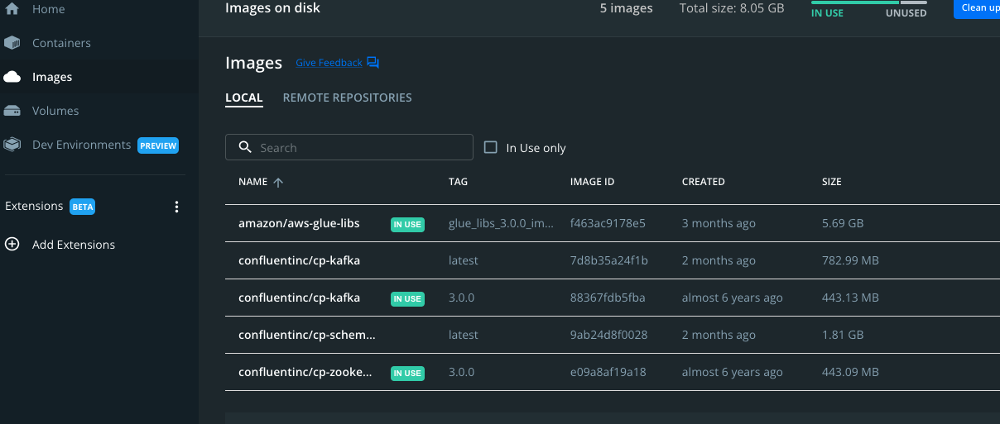 Home
Containers
Images
Volumes
Dev Environments PREVIEW
Extensions BETA
Add Extensions
Images on disk 5 images Total size: 8.05 GB IN USE UNUSED Clean up
Images Give Feedback
LOCAL REMOTE REPOSITORIES
Search In Use only
NAME TAG IMAGE ID CREATED SIZE
amazon/aws-glue-libs IN USE glue_libs_3.0.0_im... f463ac9178e5 3 months ago 5.69 GB
confluentinc/cp-kafka latest 7d8b35a24f1b 2 months ago 782.99 MB
confluentinc/cp-kafka IN USE 3.0.0 88367fdb5fba almost 6 years ago 443.13 MB
confluentinc/cp-schem... latest 9ab24d8f0028 2 months ago 1.81 GB
confluentinc/cp-zooke... IN USE 3.0.0 e09a8af19a18 almost 6 years ago 443.09 MB